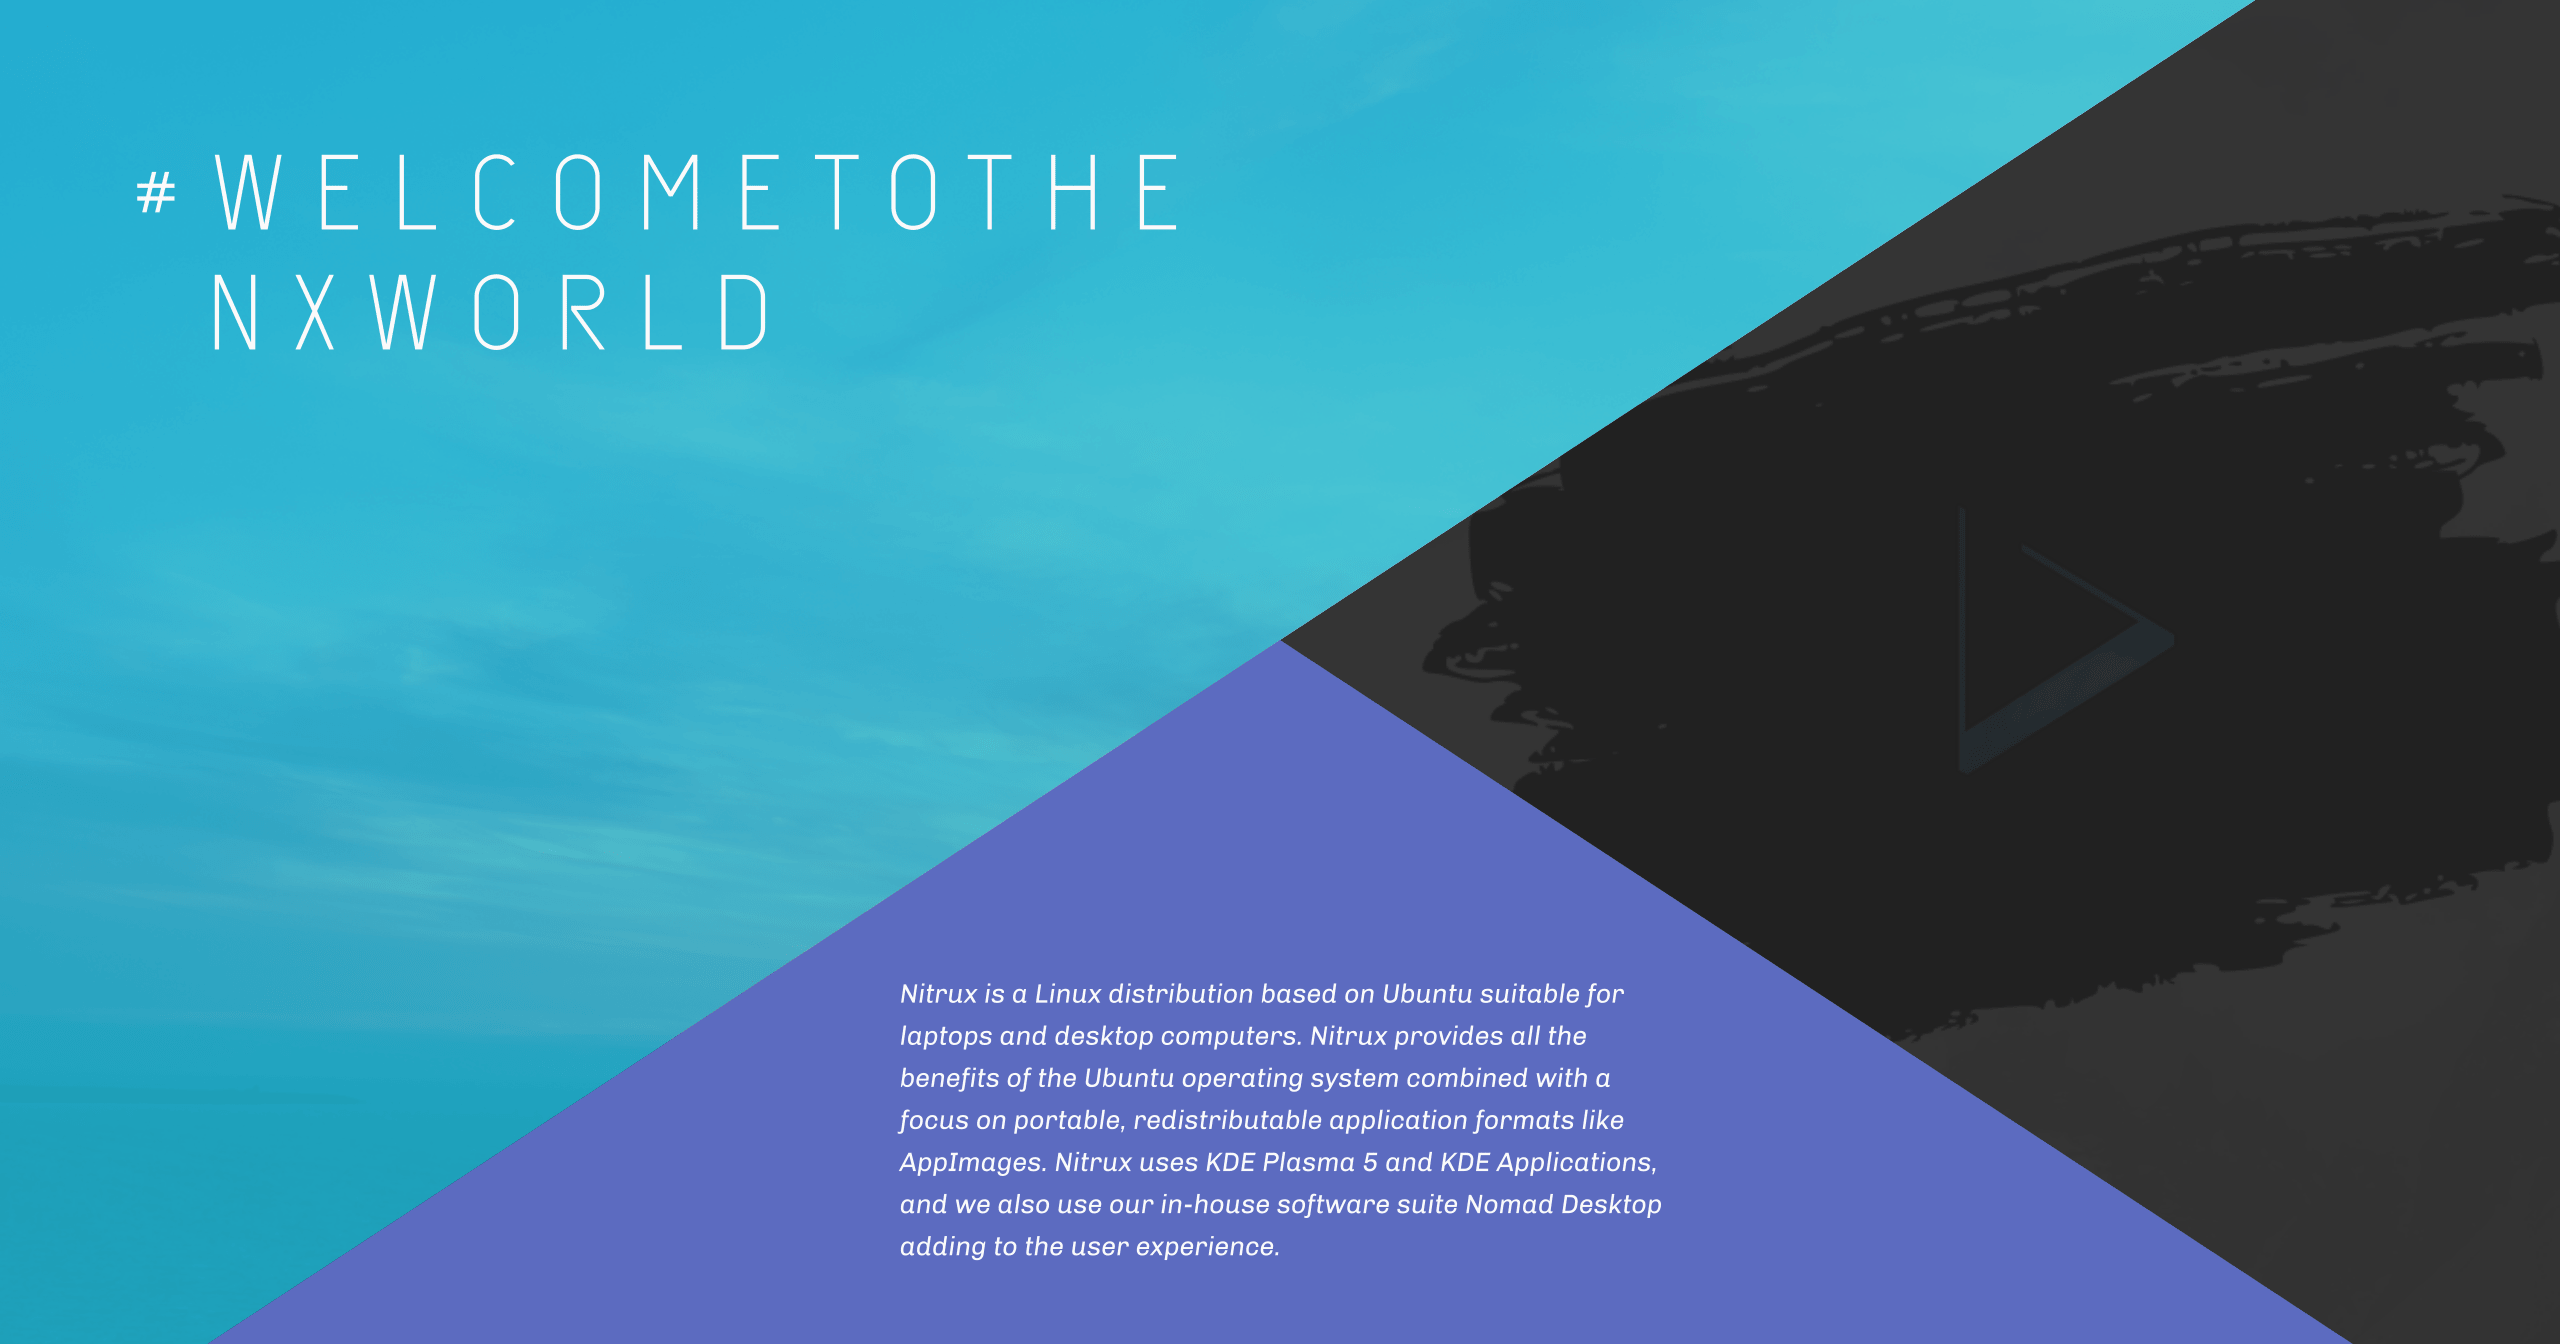 #WELCOMETOTHE
NXWORLD
Nitrux is a Linux distribution based on Ubuntu suitable for
laptops and desktop computers. Nitrux provides all the
benefits of the Ubuntu operating system combined with a
focus on portable, redistributable application formats like
AppImages. Nitrux uses KDE Plasma 5 and KDE Applications,
and we also use our in-house software suite Nomad Desktop
adding to the user experience.